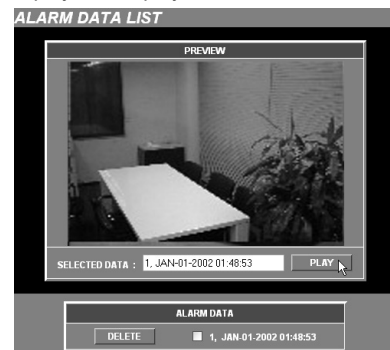 ALARM DATA LIST
PREVIEW
SELECTED DATA : 1, JAN-01-2002 01:48:53 PLAY
ALARM DATA
DELETE 1, JAN-01-2002 01:48:53